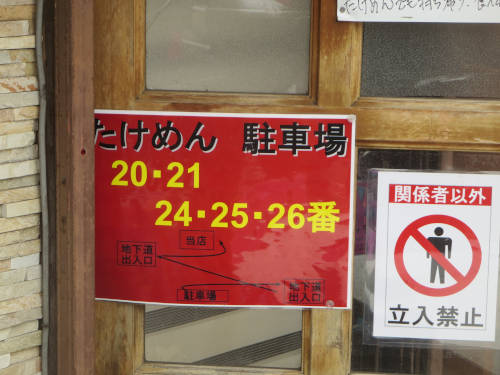 たけめん 駐車場
20・21
24・25・26番
当店
地下道
出入口
地下道
出入口
駐車場
関係者以外
立入禁止